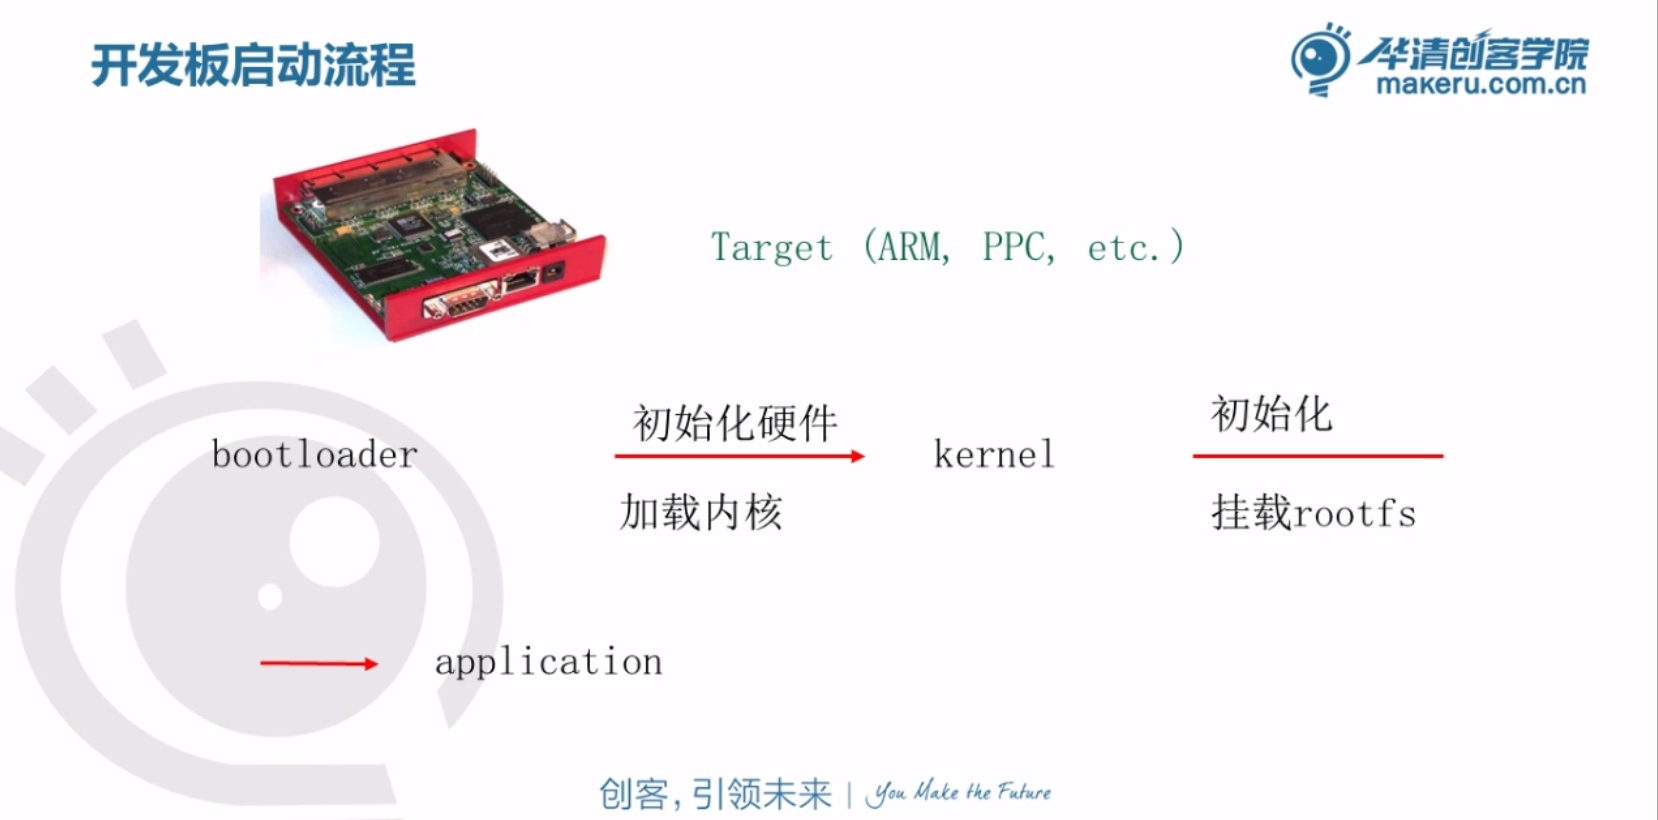 开发板启动流程
华清创客学院
makeru.com.cn
Target (ARM, PPC, etc.)
初始化硬件
初始化
bootloader
kernel
加载内核
挂载rootfs
application
创客,引领未来 | You Make the Future